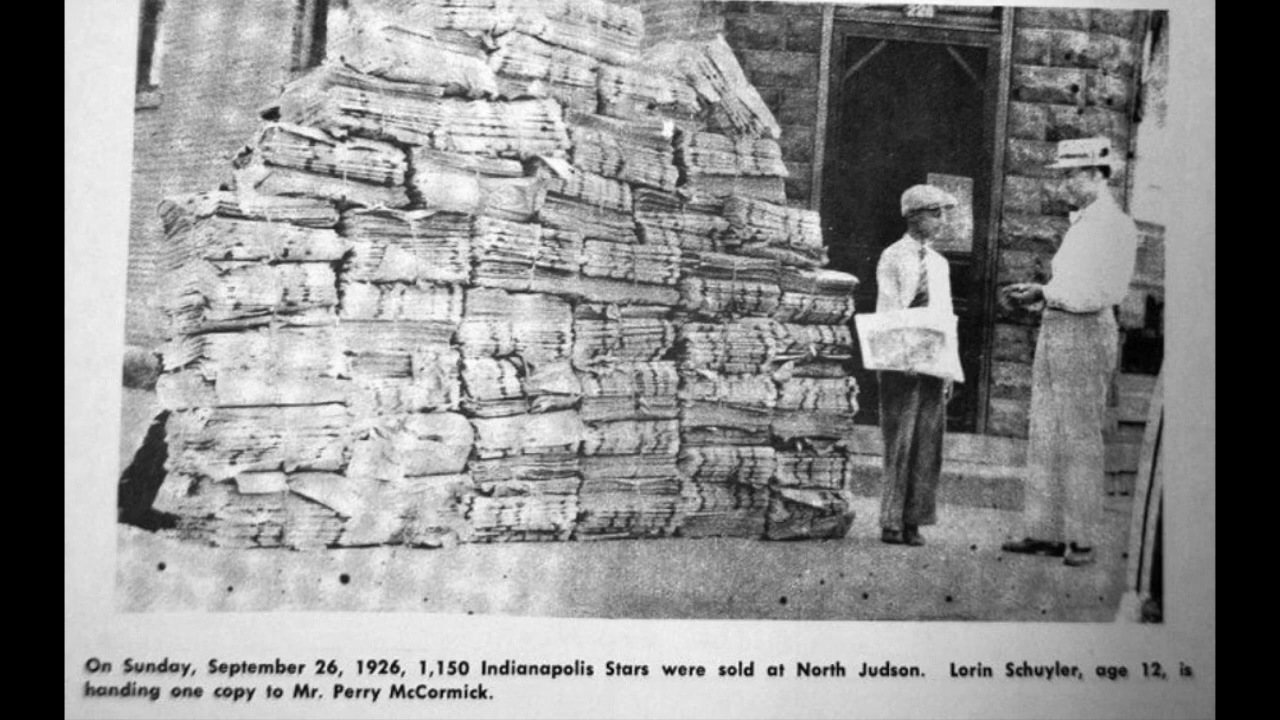 On Sunday, September 26, 1926, 1,150 Indianapolis Stars were sold at North Judson. Lorin Schuyler, age 12, is
handing one copy to Mr. Perry McCormick.